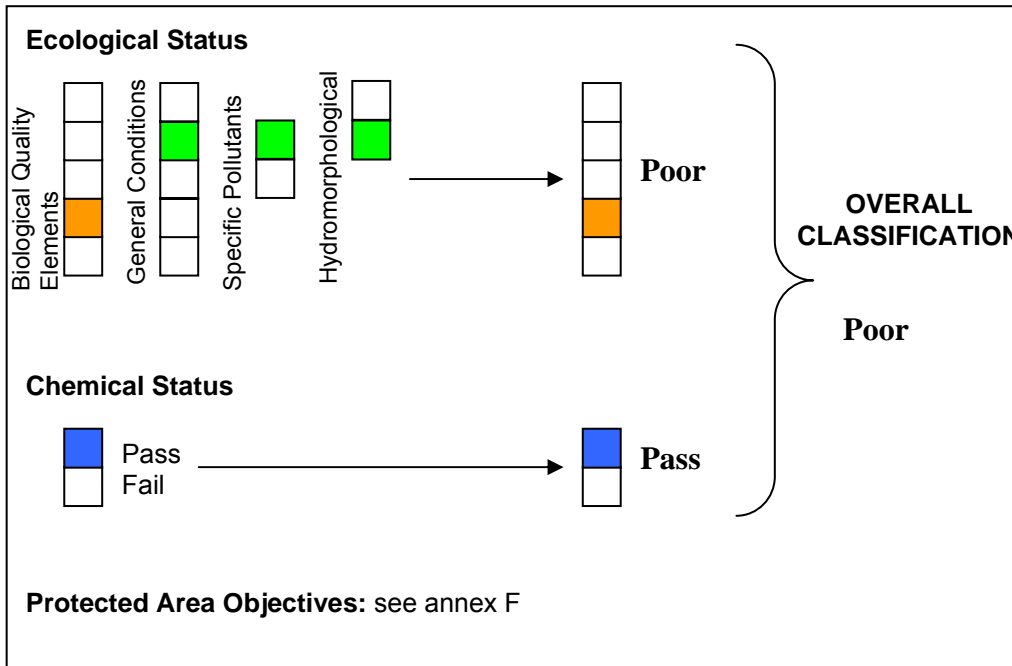 Ecological Status
Biological Quality
Elements
General Conditions
Specific Pollutants
Hydromorphological
Poor
OVERALL
CLASSIFICATION
Poor
Chemical Status
Pass
Fail
Pass
Protected Area Objectives: see annex F